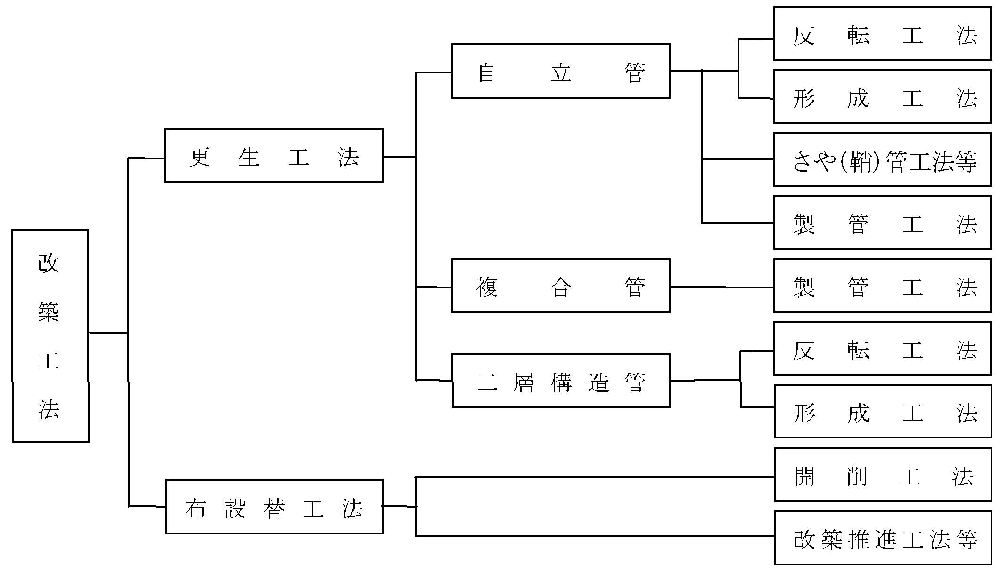 改築工法
更生工法
自立管
反転工法
形成工法
さや(鞘)管工法等
製管工法
複合管
製管工法
二層構造管
反転工法
形成工法
布設替工法
開削工法
改築推進工法等